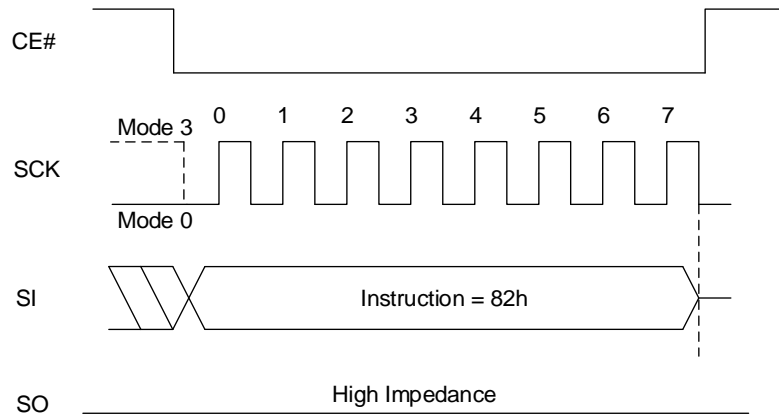 CE#
0 1 2 3 4 5 6 7
Mode 3
SCK
Mode 0
SI
Instruction = 82h
High Impedance
SO